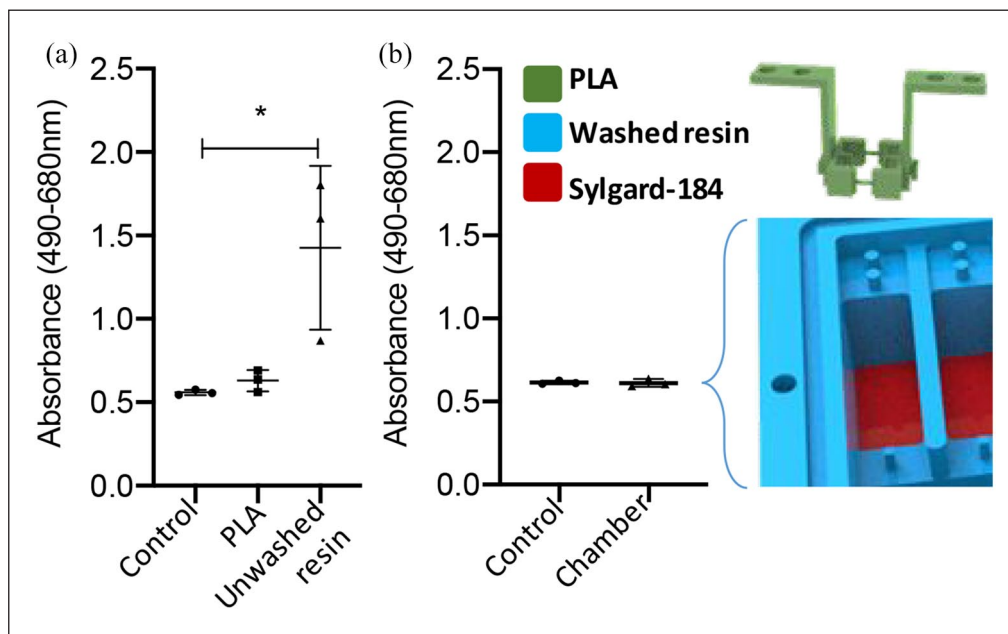 (a)
2.5
2.0
1.5
1.0
0.5
0.0
Absorbance (490-680nm)
*
Control
PLA
Unwashed
resin
(b)
2.5
2.0
1.5
1.0
0.5
0.0
Absorbance (490-680nm)
Control
Chamber
PLA
Washed resin
Sylgard-184